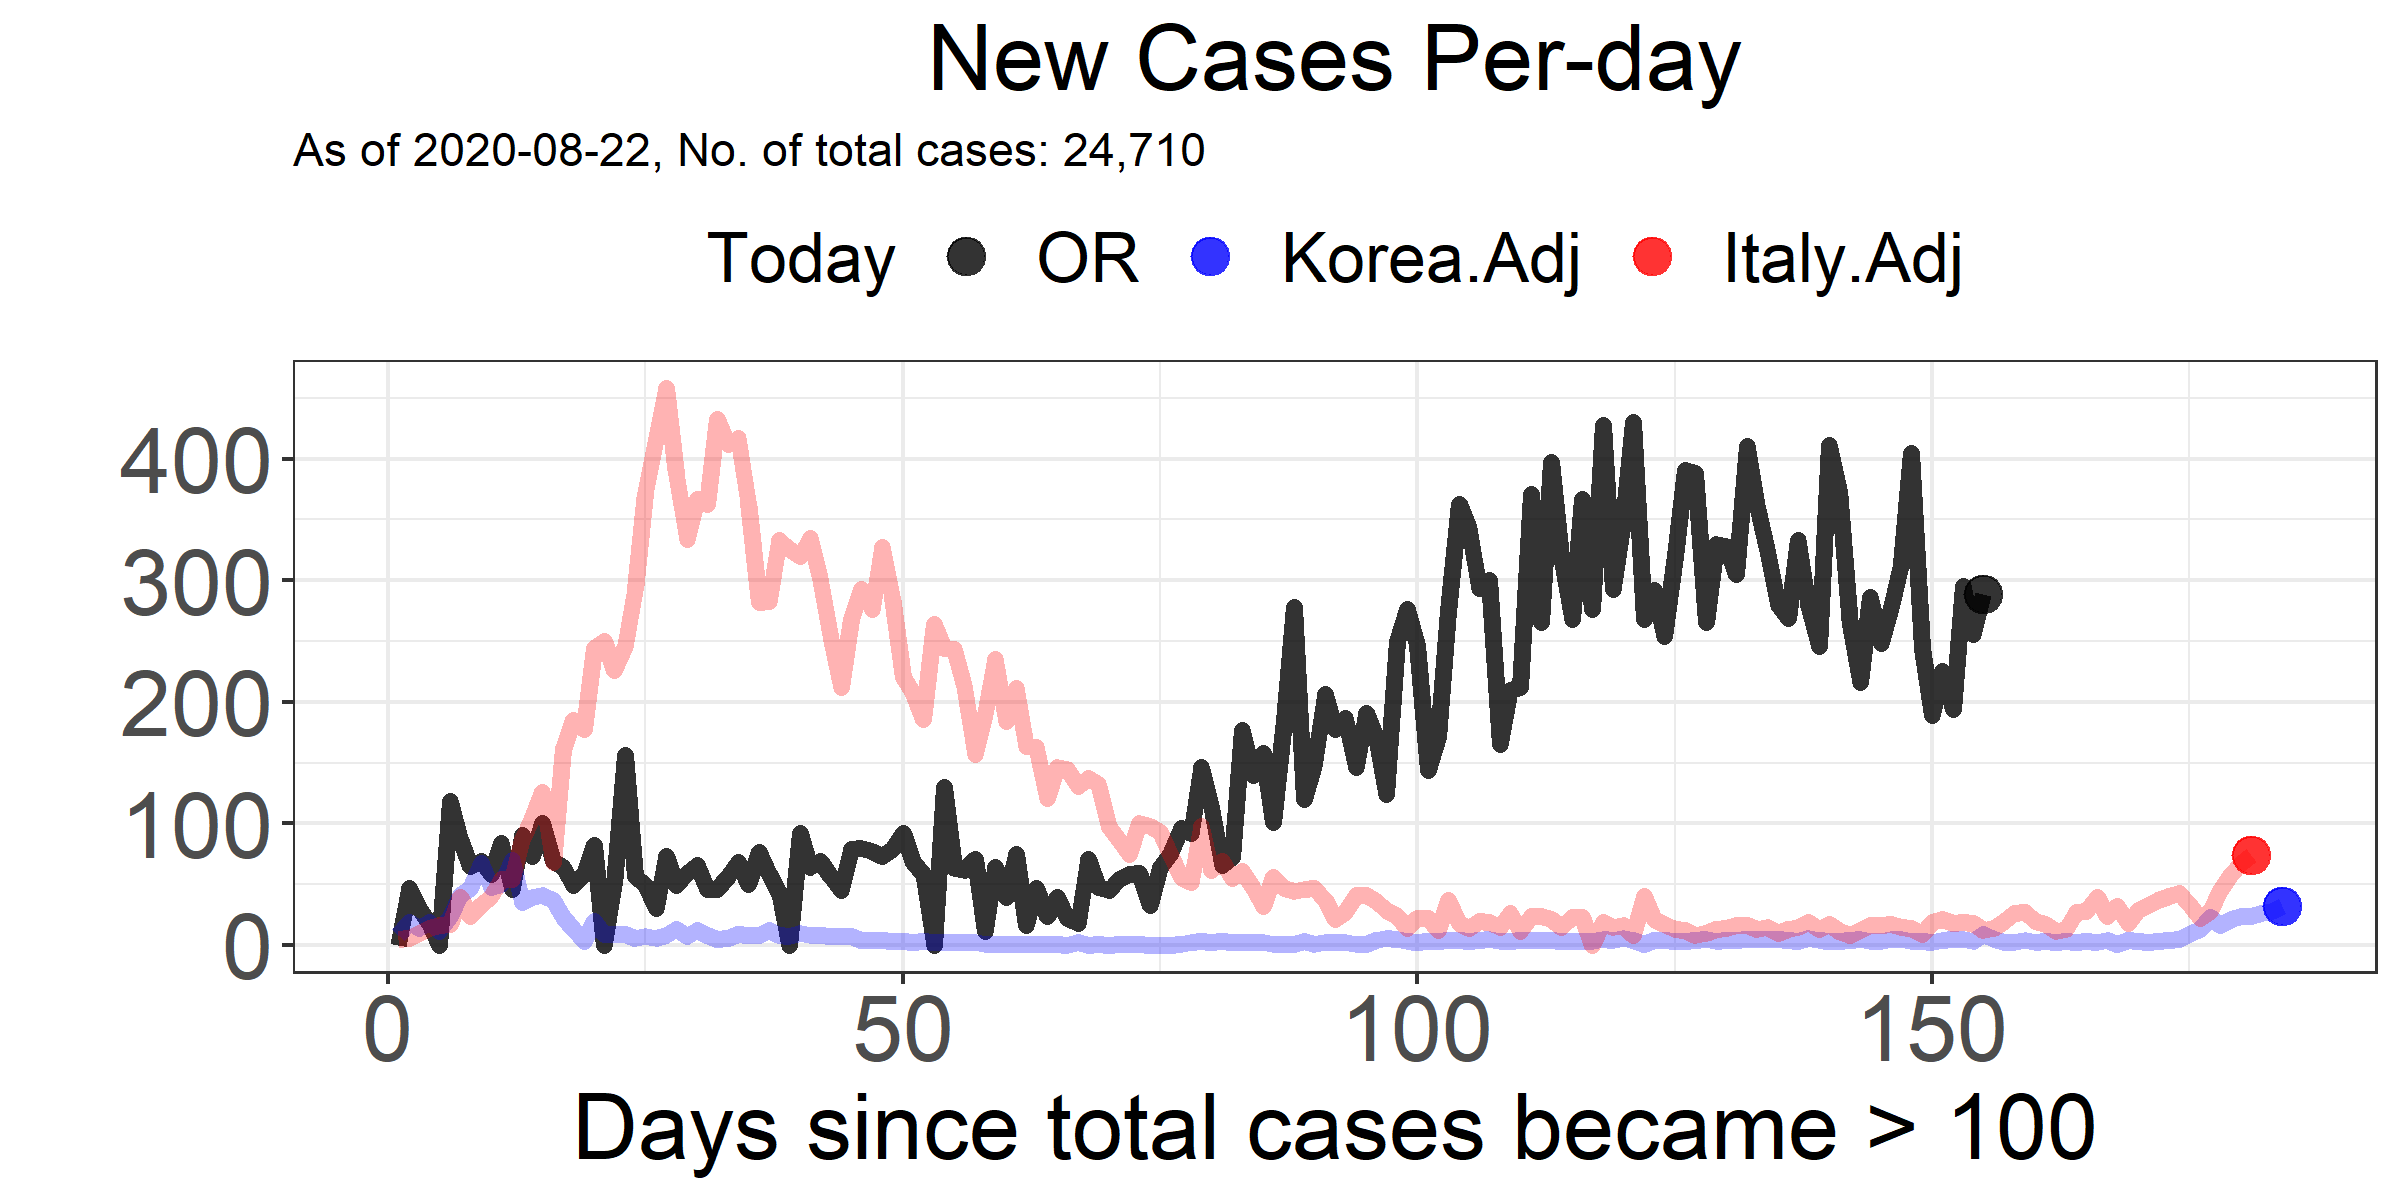 New Cases Per-day
As of 2020-08-22, No. of total cases: 24,710
Today OR Korea.Adj Italy.Adj
400
300
200
100
0
0 50 100 150
Days since total cases became > 100